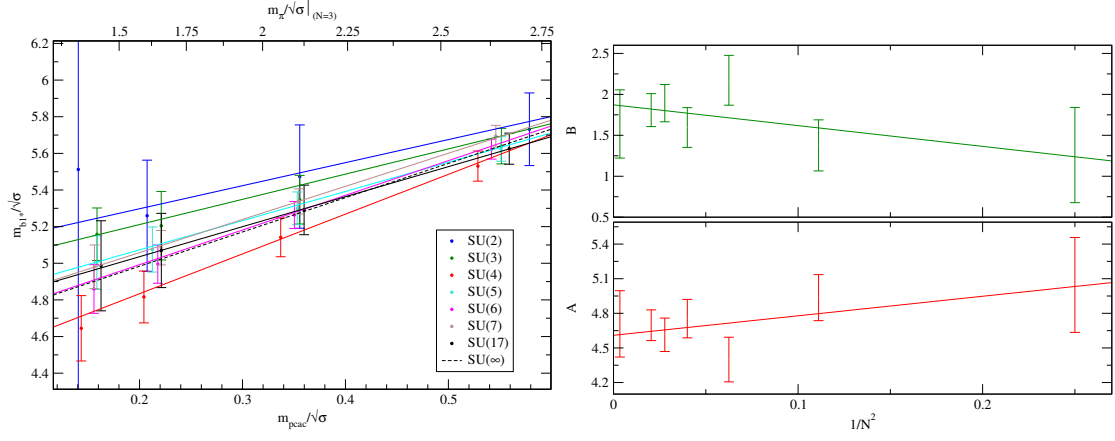 m_π/√σ|_(N=3)
1.5 1.75 2 2.12 2.25 2.5 2.75
6.2
6
5.8
5.6
5.4
5.2
5
4.8
4.6
4.4
m_b1*/√σ
0.2 0.3 0.4 0.5
m_pcac/√σ
SU(2)
SU(3)
SU(4)
SU(5)
SU(6)
SU(7)
SU(17)
SU(∞)
2.5
2
1.5
1
0.5
B
5.4
5.1
4.8
4.5
4.2
A
0 0.1 0.2
1/N²